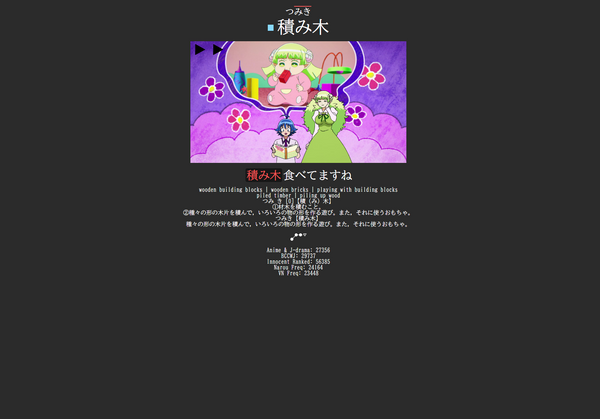 つみき
積み木
積み木 食べてますね
wooden building blocks | wooden bricks | playing with building blocks
piled timber | piling up wood
つみ き [0]【積（み）木】
①材木を積むこと。
②種々の形の木片を積んで，いろいろの物の形を作る遊び。また，それに使うおもちゃ。
つみき【積み木】
種々の形の木片を積んで，いろいろの物の形を作る遊び。また，それに使うおもちゃ。
Anime & J-drama: 27356
BCCWJ: 29737
Innocent Ranked: 56385
Narou Freq: 24164
VN Freq: 23448